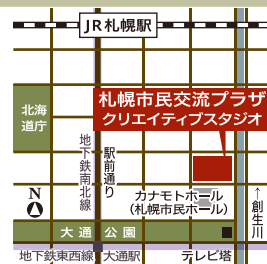 JR札幌駅
札幌市民交流プラザ
クリエイティブスタジオ
北海
道庁
地下鉄南北線
駅前通り
N
カナモトホール
(札幌市民ホール)
↑創生川
大通公園
地下鉄東西線
大通駅
テレビ塔